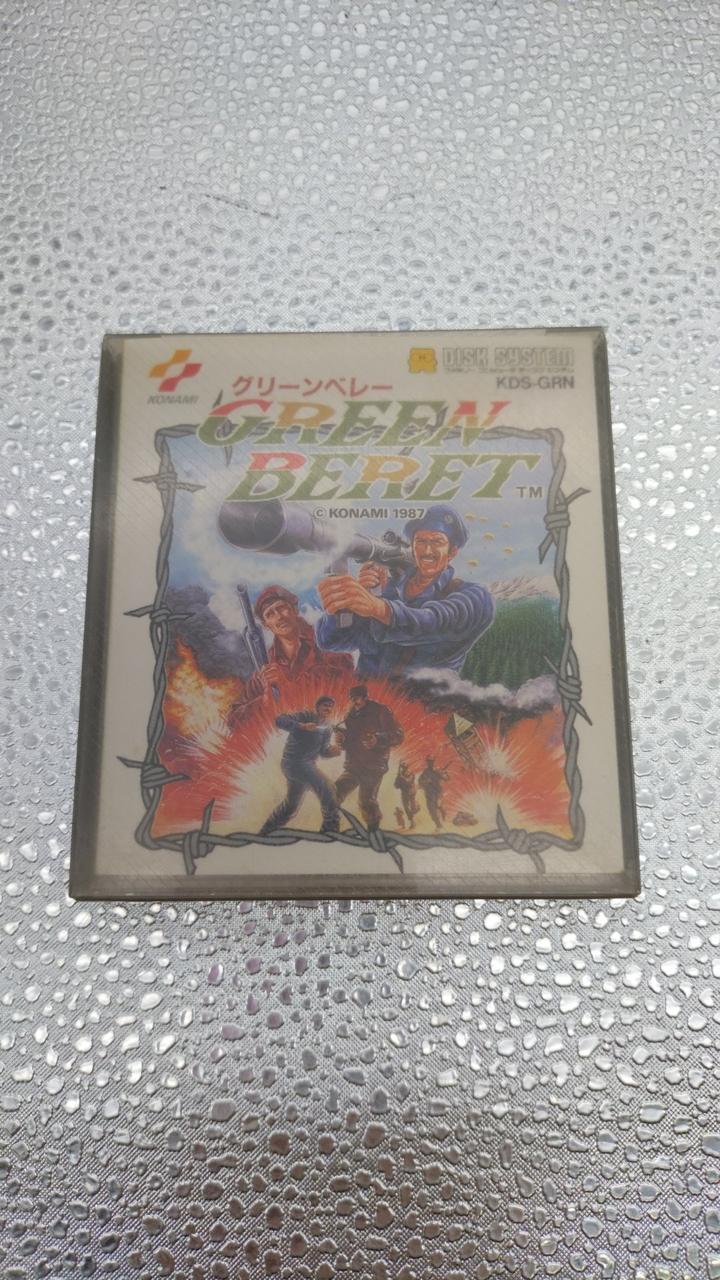 KONAMI
DISK SYSTEM
KDS-GRN
グリーンベレー
GREEN
BERET TM
© KONAMI 1987